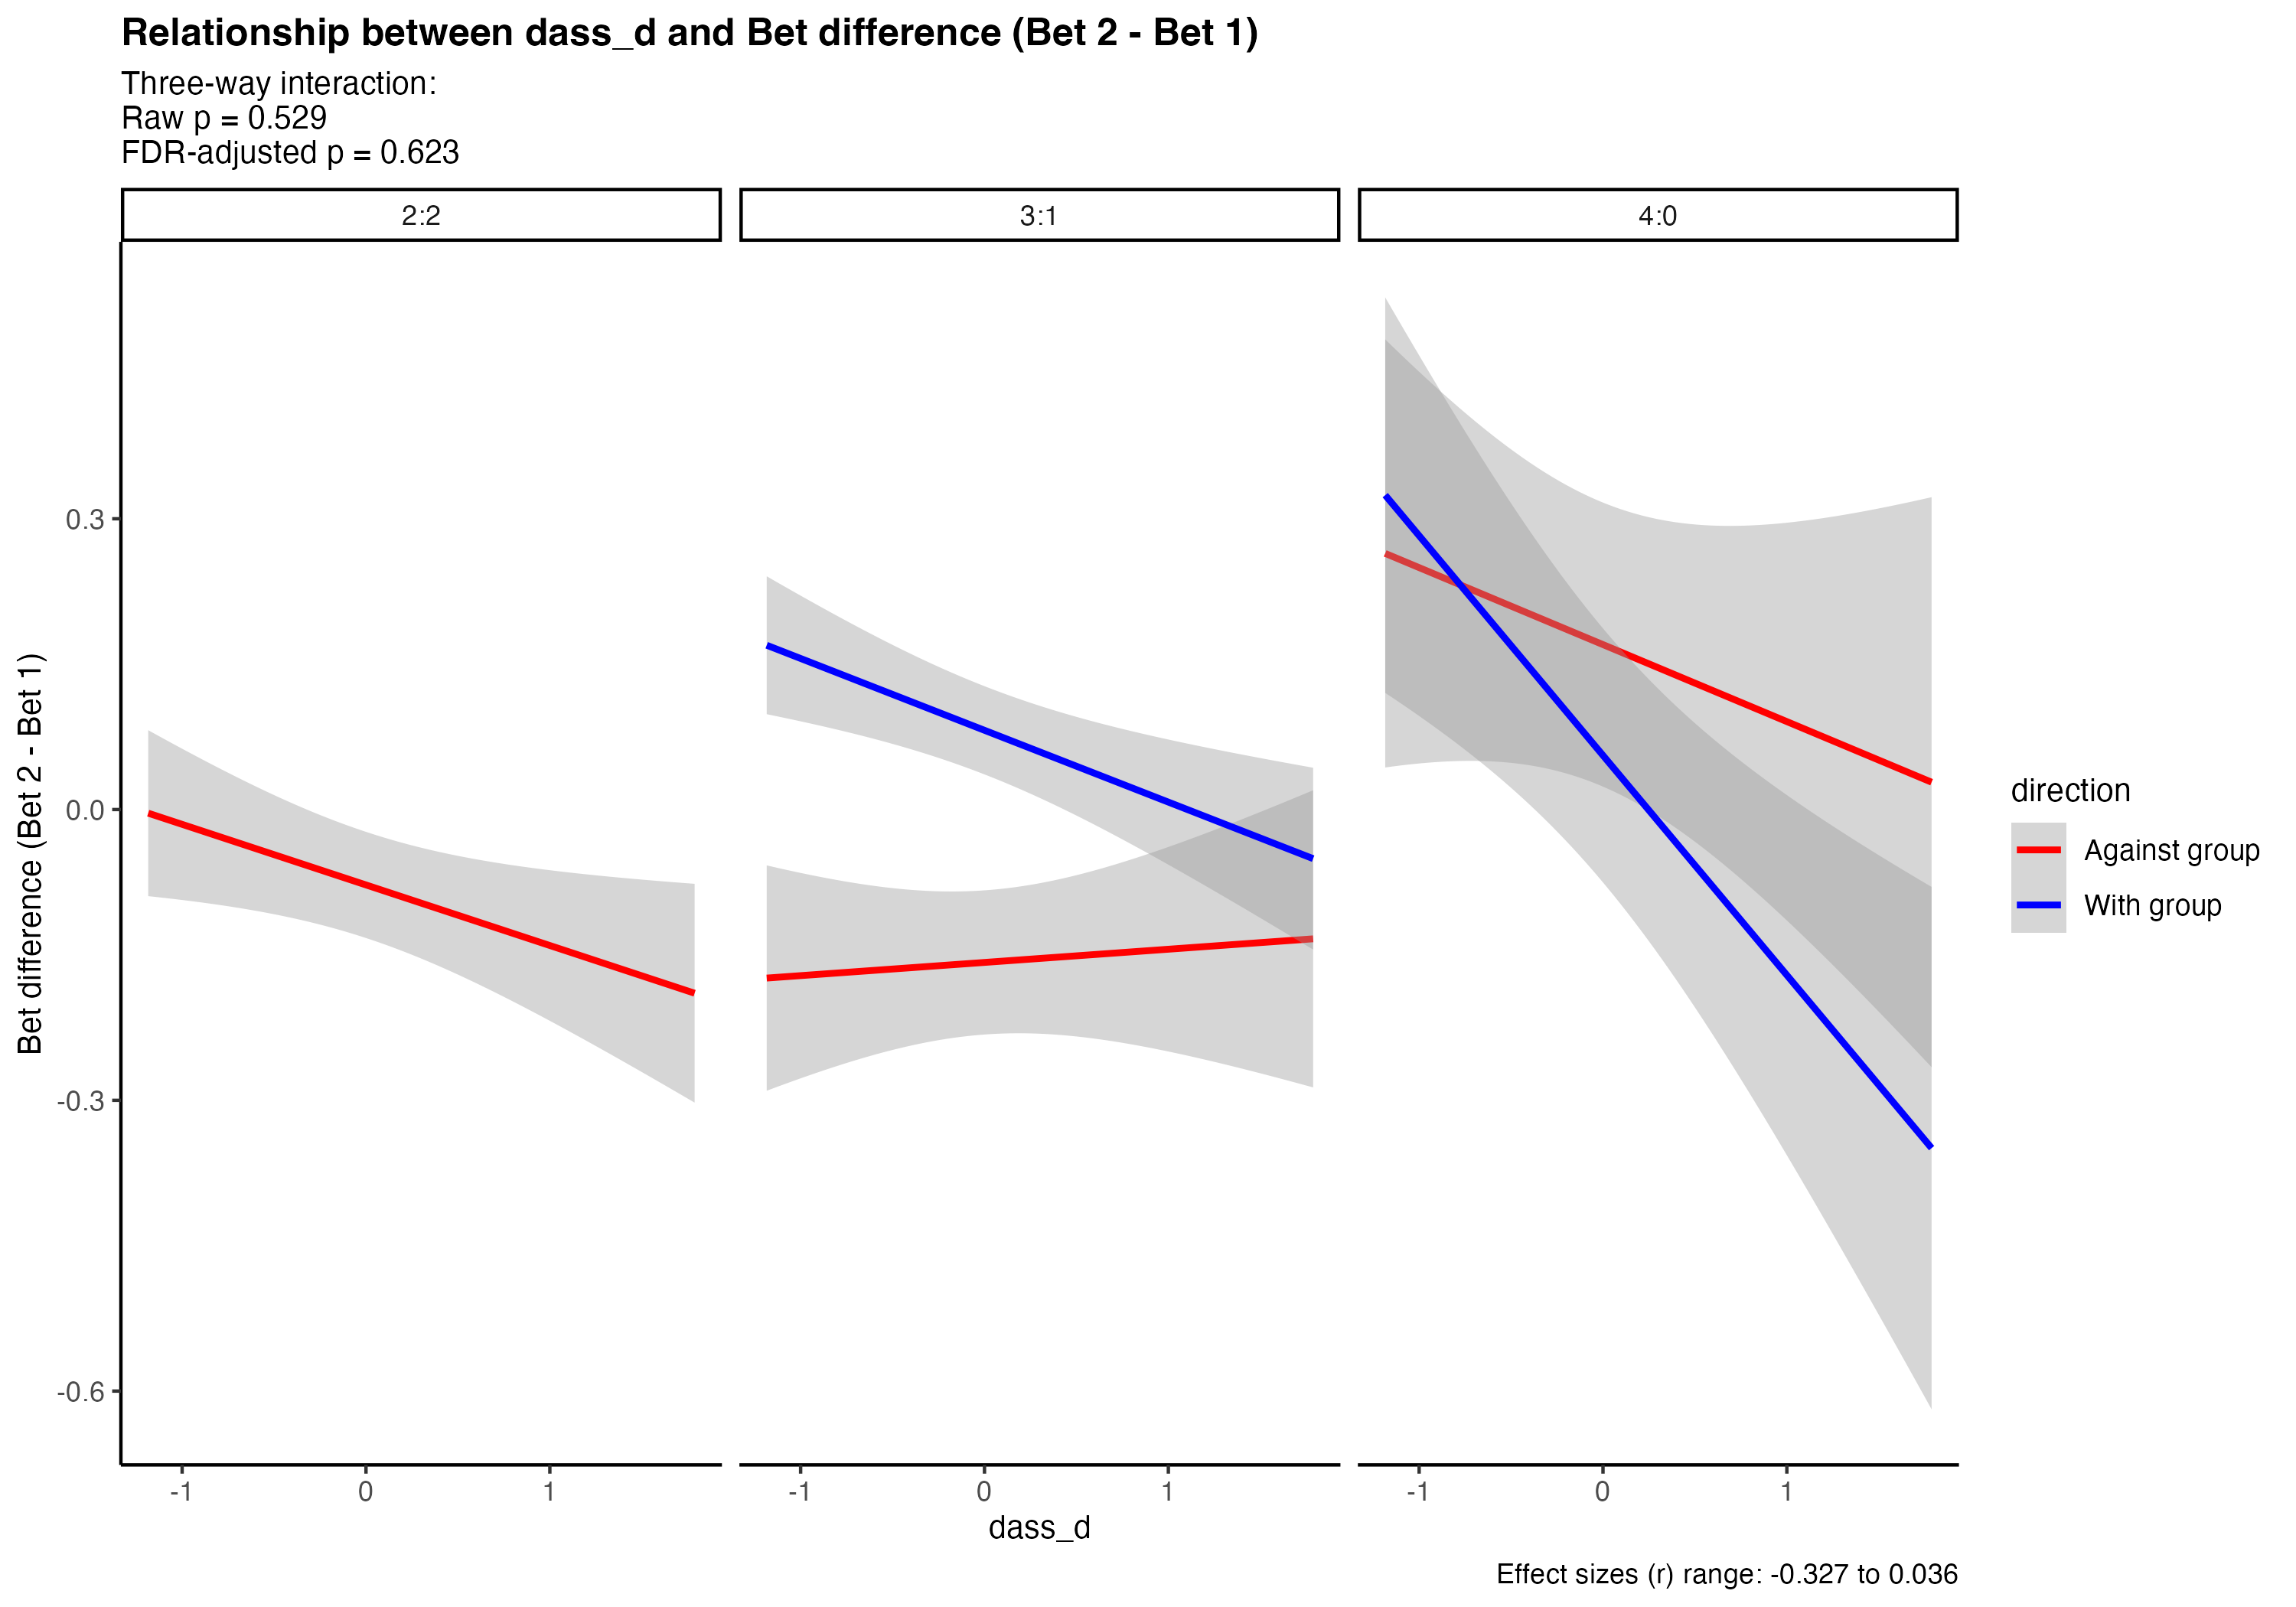 Relationship between dass_d and Bet difference (Bet 2 - Bet 1)
Three-way interaction:
Raw p = 0.529
FDR-adjusted p = 0.623
2:2
3:1
4:0
0.3
0.0
-0.3
-0.6
Bet difference (Bet 2 - Bet 1)
-1
0
1
-1
0
1
-1
0
1
dass_d
direction
Against group
With group
Effect sizes (r) range: -0.327 to 0.036